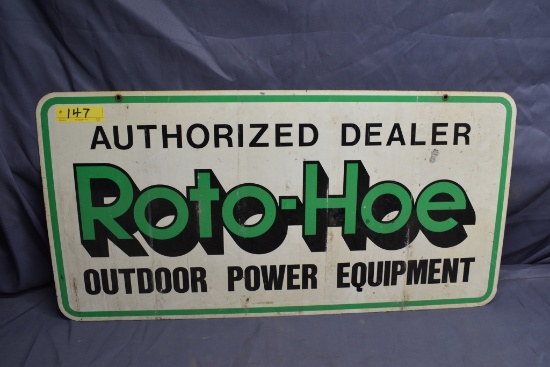 147
AUTHORIZED DEALER
Roto-Hoe
OUTDOOR POWER EQUIPMENT